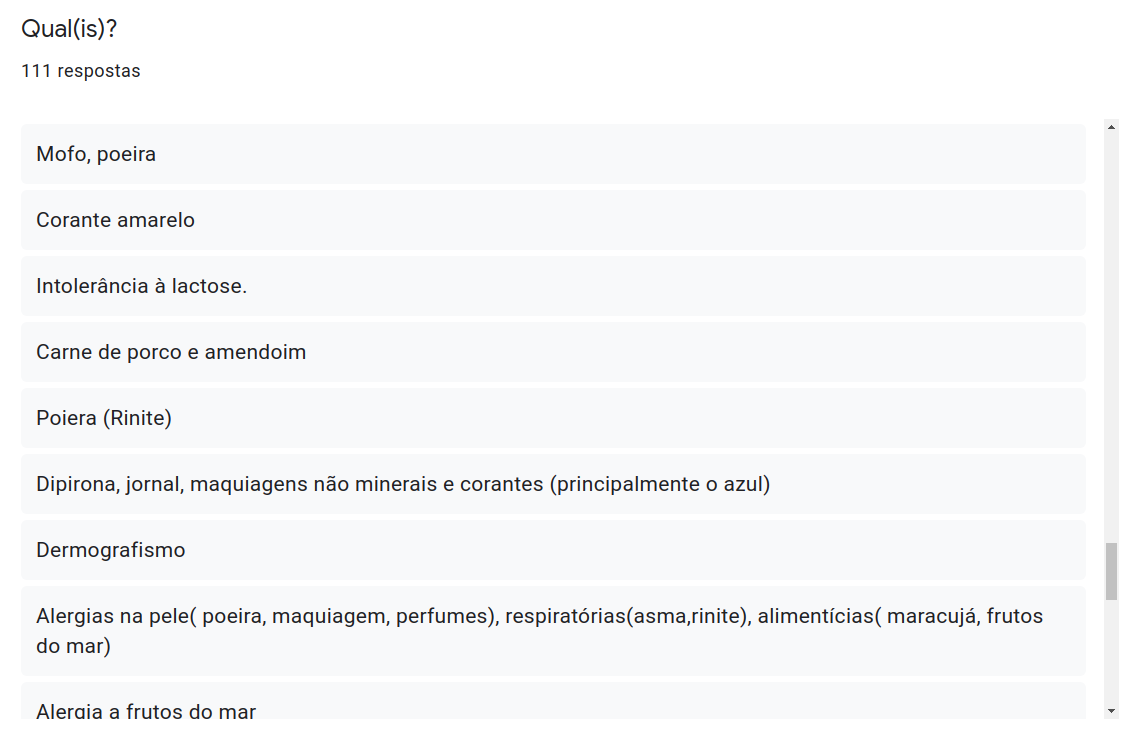 Qual(is)?
111 respostas
Mofo, poeira
Corante amarelo
Intolerância à lactose.
Carne de porco e amendoim
Poiera (Rinite)
Dipirona, jornal, maquiagens não minerais e corantes (principalmente o azul)
Dermografismo
Alergias na pele( poeira, maquiagem, perfumes), respiratórias(asma,rinite), alimentícias( maracujá, frutos
do mar)
Alergia a frutos do mar